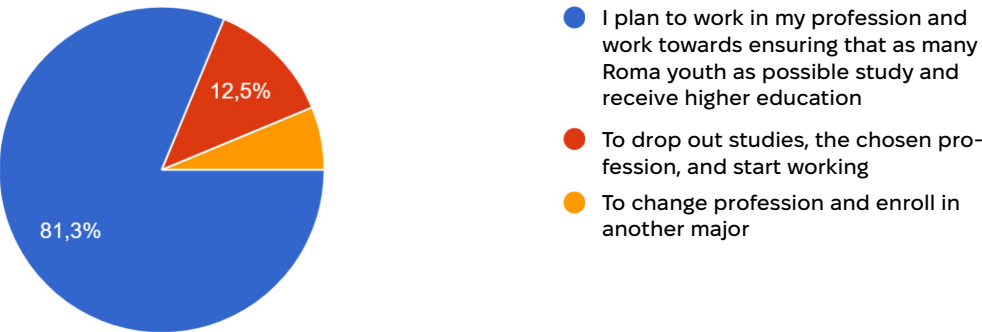 I plan to work in my profession and
work towards ensuring that as many
Roma youth as possible study and
receive higher education
To drop out studies, the chosen pro-
fession, and start working
To change profession and enroll in
another major
12,5%
81,3%